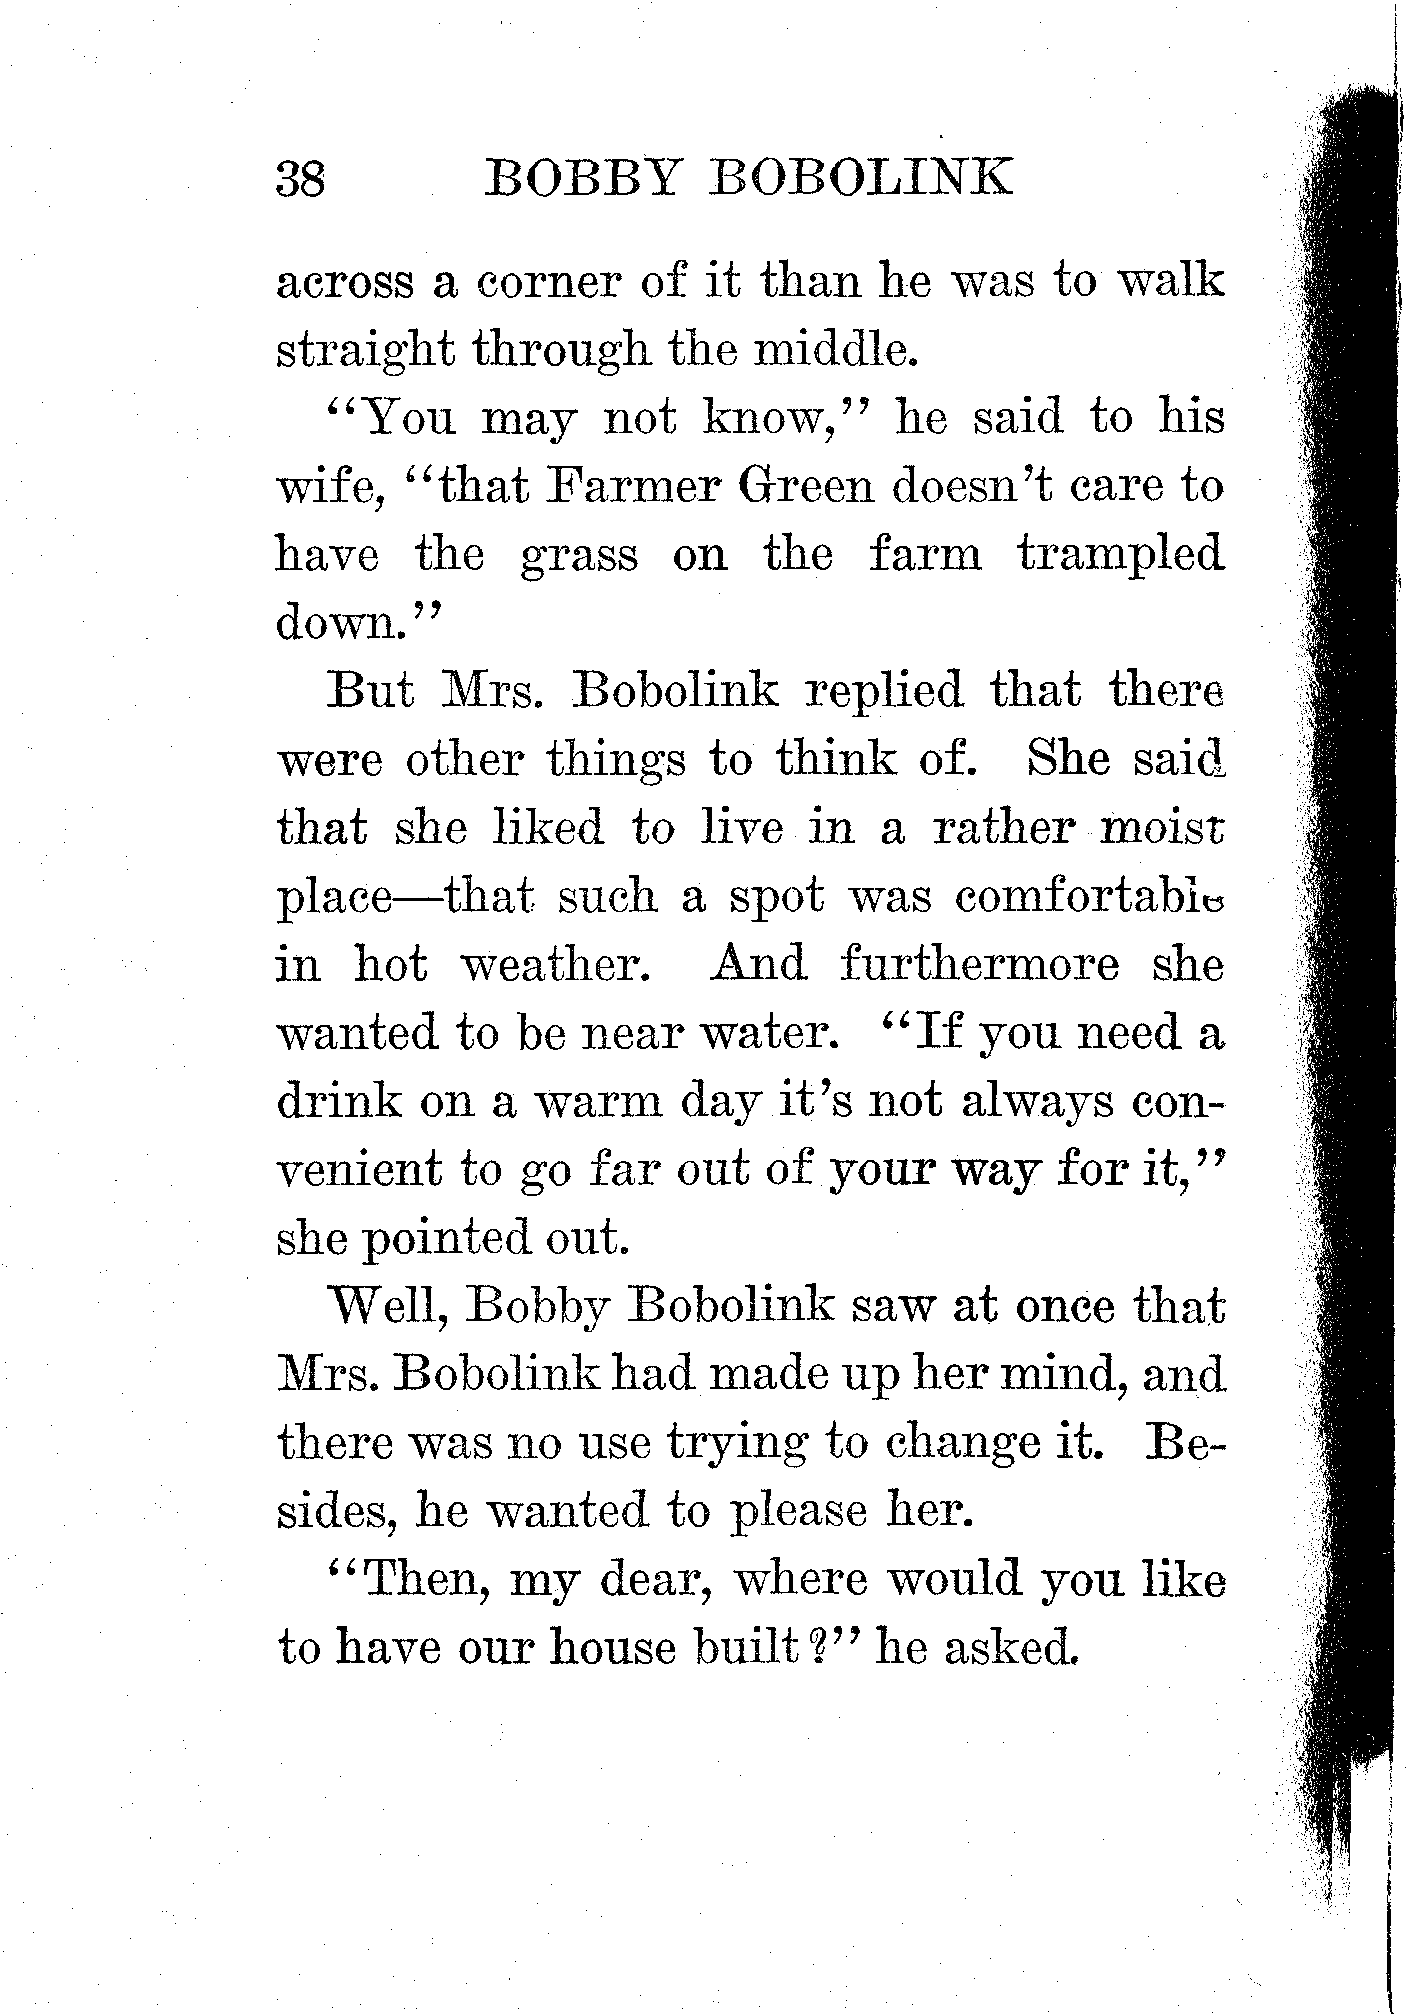 38 BOBBY BOBOLINK
across a corner of it than he was to walk
straight through the middle.
"You may not know," he said to his
wife, "that Farmer Green doesn't care to
have the grass on the farm trampled
down."
But Mrs. Bobolink replied that there
were other things to think of. She said
that she liked to live in a rather moist
place—that such a spot was comfortable
in hot weather. And furthermore she
wanted to be near water. "If you need a
drink on a warm day it's not always con-
venient to go far out of your way for it,"
she pointed out.
Well, Bobby Bobolink saw at once that
Mrs. Bobolink had made up her mind, and
there was no use trying to change it. Be-
sides, he wanted to please her.
"Then, my dear, where would you like
to have our house built?" he asked.